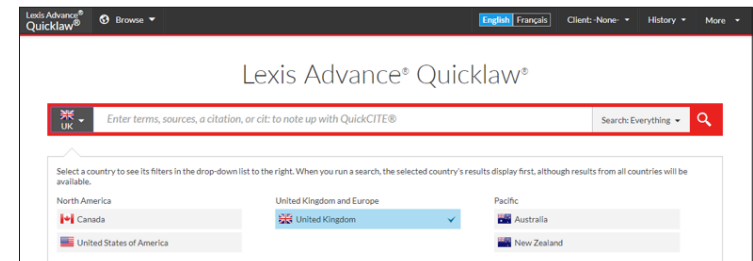 Lexis Advance®
Quicklaw®
Browse
English Français
Client: -None-
History
More
Lexis Advance® Quicklaw®
UK
Enter terms, sources, a citation, or cit: to note up with QuickCITE®
Search: Everything
Select a country to see its filters in the drop-down list to the right. When you run a search, the selected country's results display first, although results from all countries will be
available.
North America
United Kingdom and Europe
Pacific
Canada
United Kingdom
Australia
United States of America
New Zealand